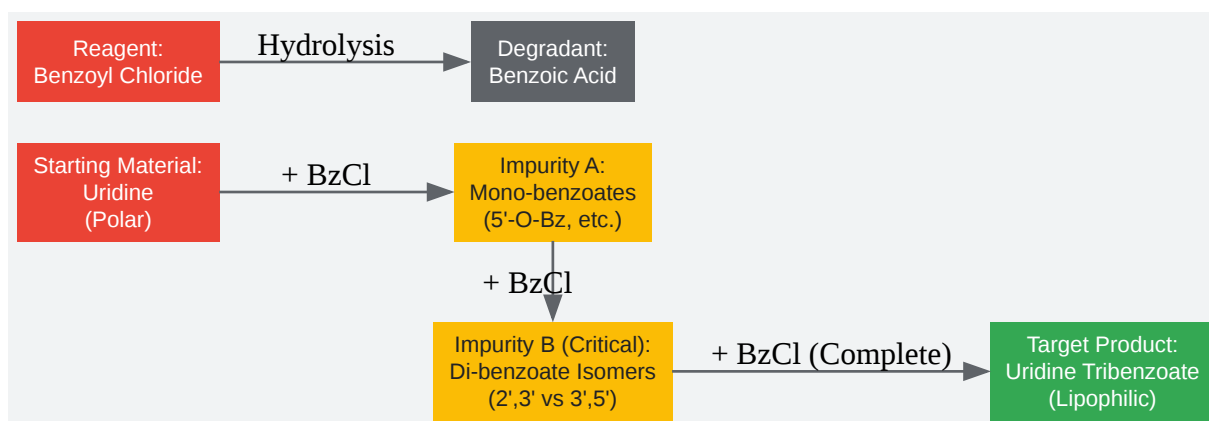 Reagent:
Benzoyl Chloride
Hydrolysis
Degradant:
Benzoic Acid
Starting Material:
Uridine
(Polar)
+ BzCl
Impurity A:
Mono-benzoates
(5'-O-Bz, etc.)
+ BzCl
Impurity B (Critical):
Di-benzoate Isomers
(2',3' vs 3',5')
+ BzCl (Complete)
Target Product:
Uridine Tribenzoate
(Lipophilic)